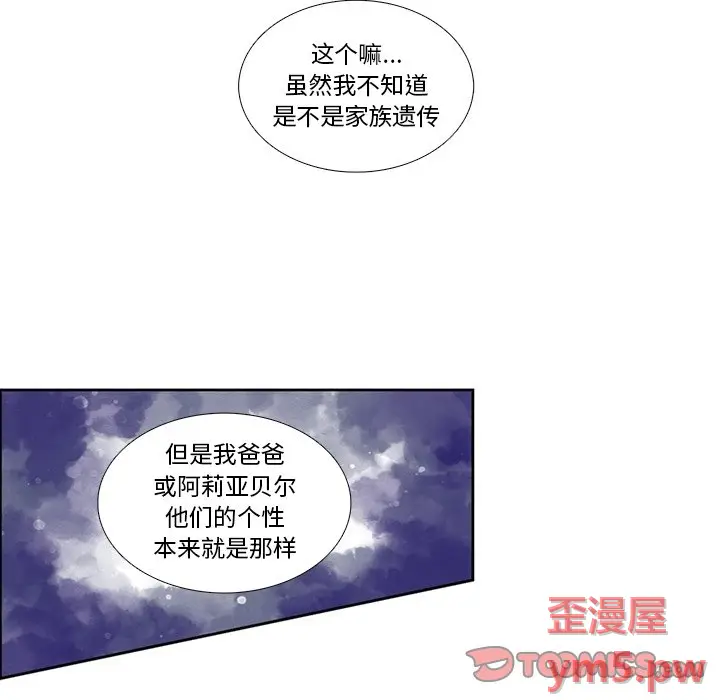 这个嘛...
虽然我不知道
是不是家族遗传
但是我爸爸
或阿莉亚贝尔
他们的个性
本来就是那样
歪漫屋
ym5.pw